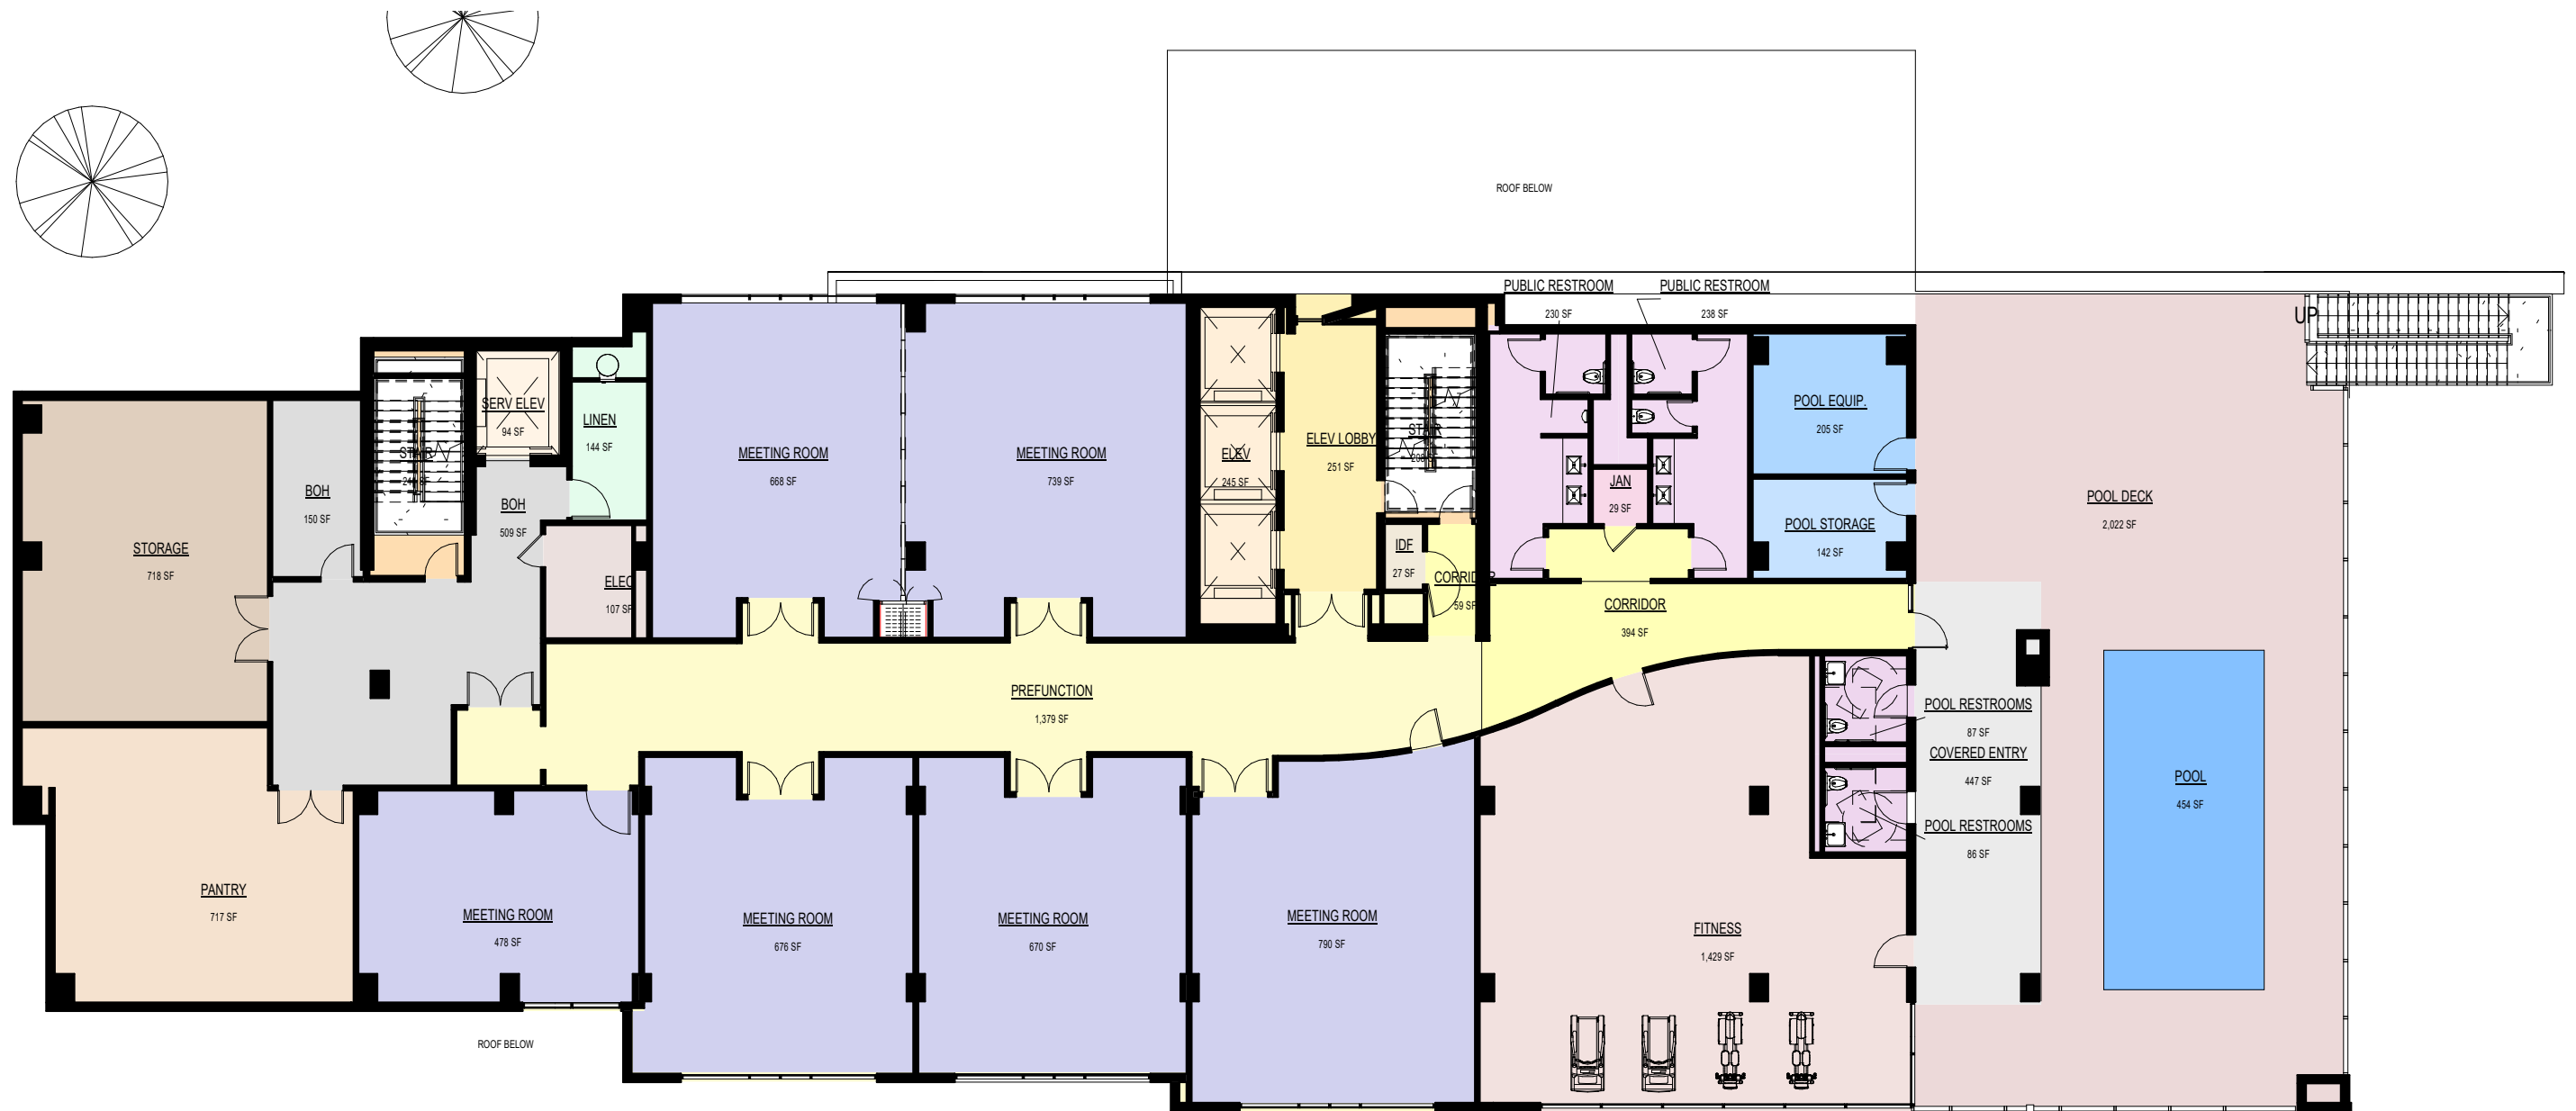 ROOF BELOW
PUBLIC RESTROOM
230 SF
PUBLIC RESTROOM
238 SF
UP
SERV ELEV
94 SF
LINEN
144 SF
STAIR
BOH
150 SF
BOH
509 SF
STORAGE
718 SF
ELEC
107 SF
MEETING ROOM
668 SF
MEETING ROOM
739 SF
ELEV
245 SF
ELEV LOBBY
251 SF
STAIR
IDF
27 SF
CORRIDOR
59 SF
JAN
29 SF
POOL EQUIP.
205 SF
POOL STORAGE
142 SF
POOL DECK
2,022 SF
CORRIDOR
394 SF
PREFUNCTION
1,379 SF
POOL RESTROOMS
87 SF
COVERED ENTRY
447 SF
POOL RESTROOMS
86 SF
POOL
454 SF
PANTRY
717 SF
MEETING ROOM
478 SF
MEETING ROOM
676 SF
MEETING ROOM
670 SF
MEETING ROOM
790 SF
FITNESS
1,429 SF
ROOF BELOW